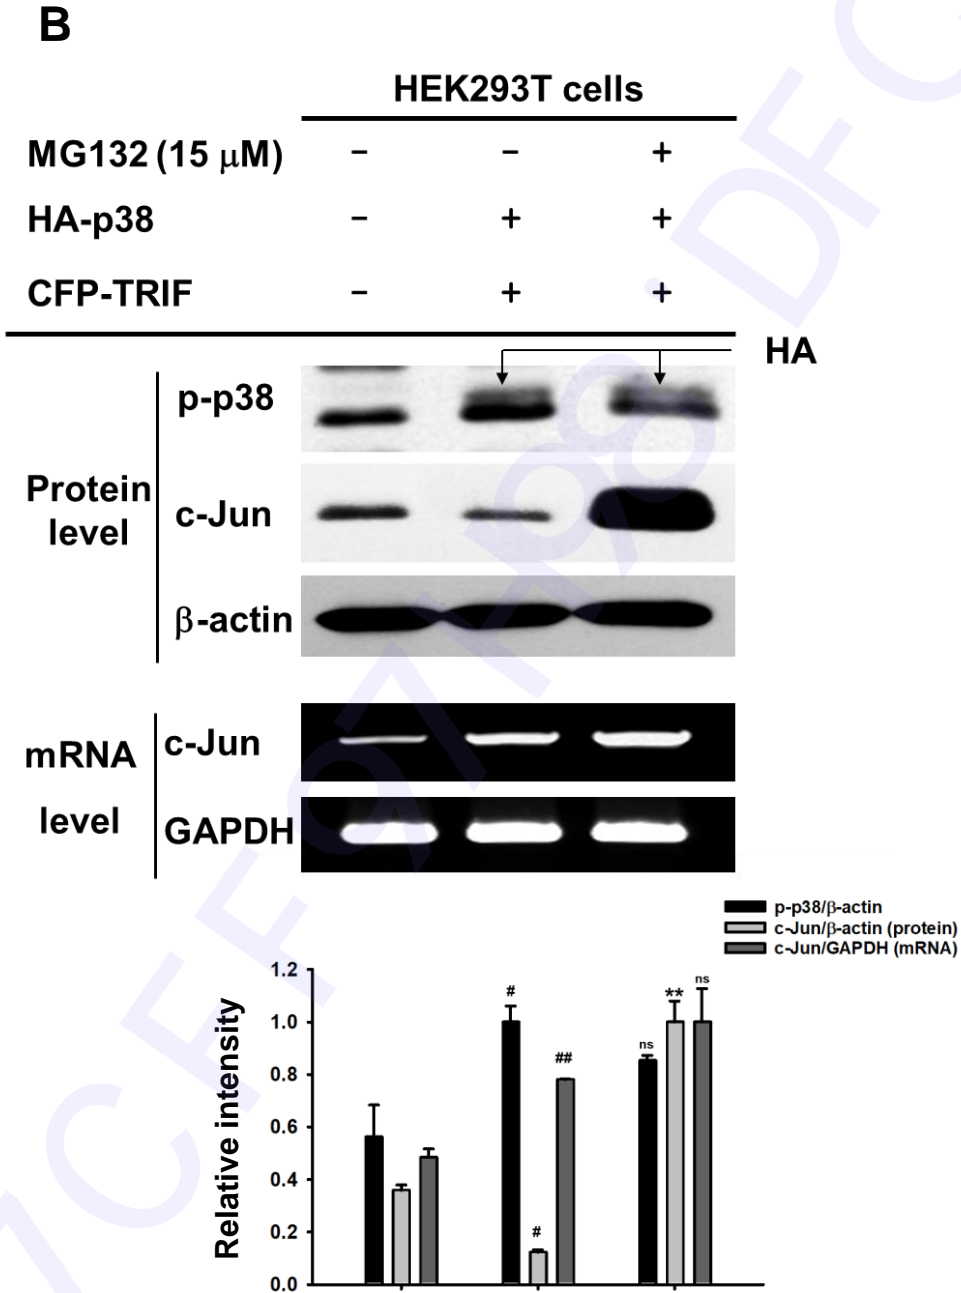 B
HEK293T cells
MG132 (15 μM) – – +
HA-p38 – + +
CFP-TRIF – + +
HA
p-p38
Protein level
c-Jun
β-actin
mRNA level
c-Jun
GAPDH
p-p38/β-actin
c-Jun/β-actin (protein)
c-Jun/GAPDH (mRNA)
Relative intensity
1.2
1.0
0.8
0.6
0.4
0.2
0.0
# # ##
ns ** ns